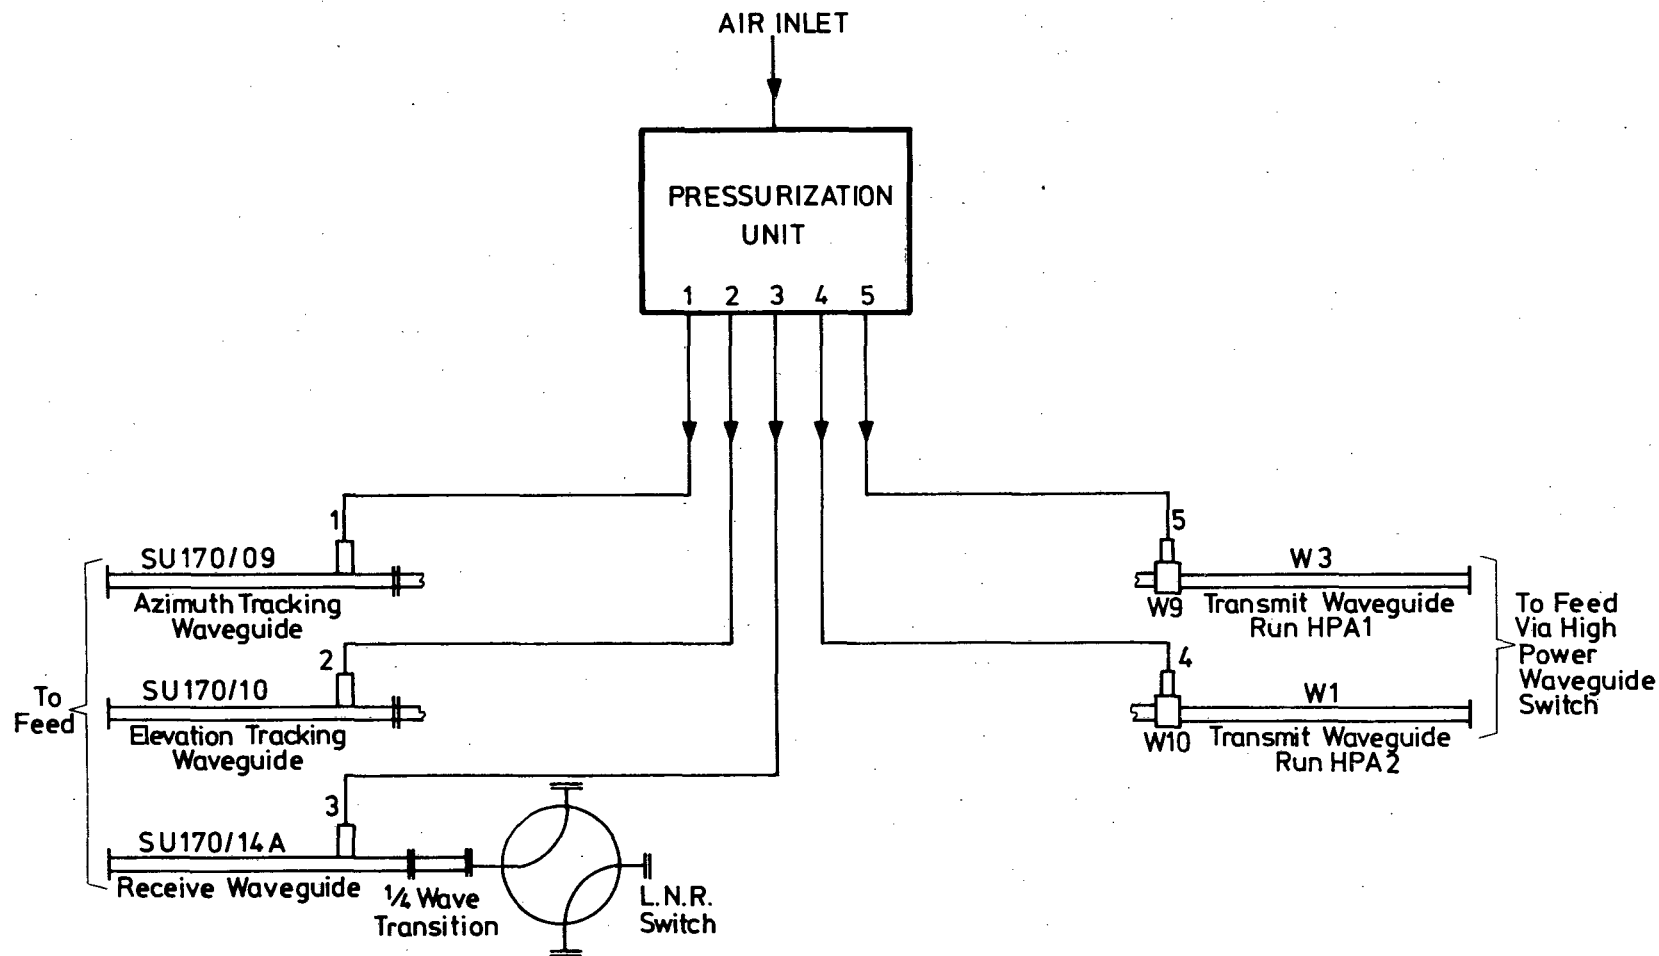 AIR INLET
PRESSURIZATION
UNIT
1 2 3 4 5
1
SU170/09
Azimuth Tracking
Waveguide
2
SU170/10
Elevation Tracking
Waveguide
To
Feed
3
SU170/14A
Receive Waveguide
1/4 Wave
Transition
L.N.R.
Switch
5
W3
W9
Transmit Waveguide
Run HPA1
4
W1
W10
Transmit Waveguide
Run HPA2
To Feed
Via High
Power
Waveguide
Switch